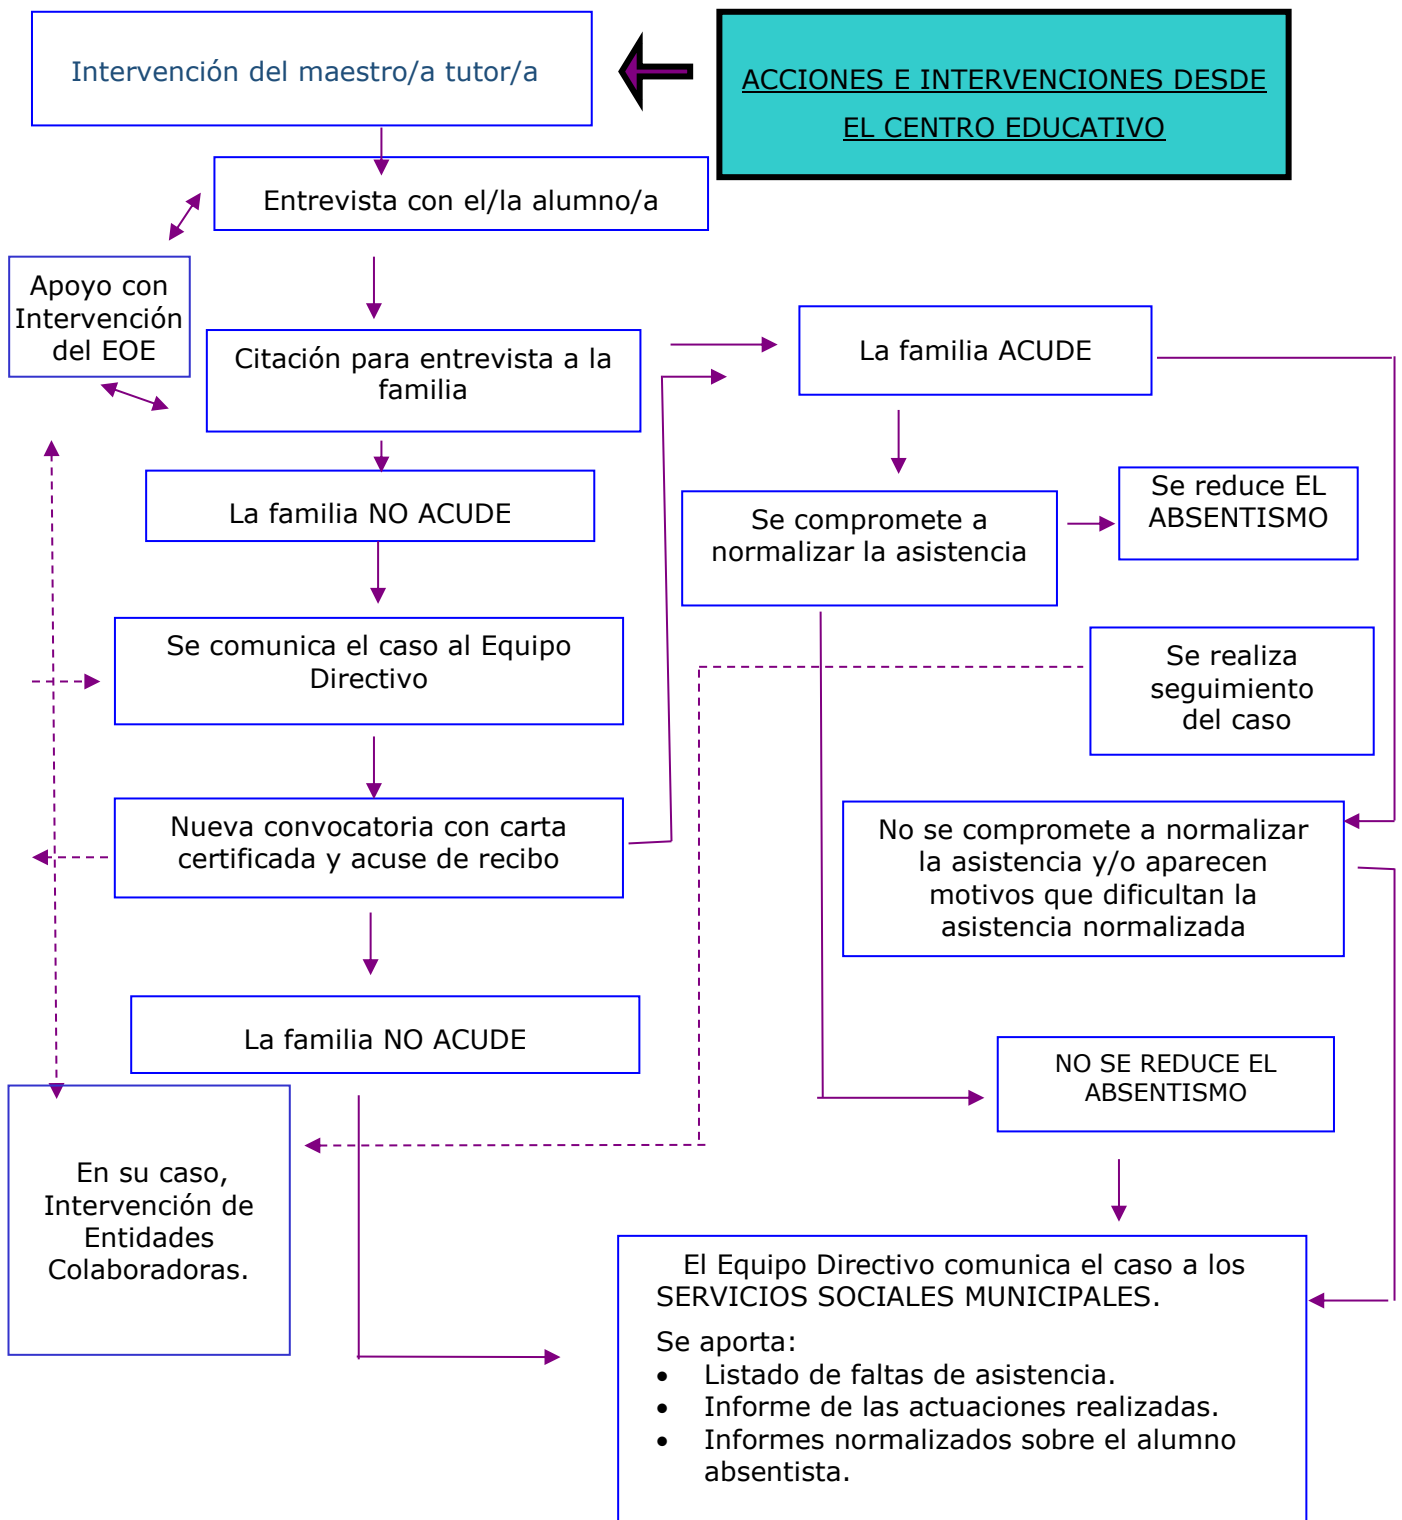 Intervención del maestro/a tutor/a
ACCIONES E INTERVENCIONES DESDE
EL CENTRO EDUCATIVO
Entrevista con el/la alumno/a
Apoyo con
Intervención
del EOE
Citación para entrevista a la
familia
La familia ACUDE
La familia NO ACUDE
Se compromete a
normalizar la asistencia
Se reduce EL
ABSENTISMO
Se comunica el caso al Equipo
Directivo
Se realiza
seguimiento
del caso
Nueva convocatoria con carta
certificada y acuse de recibo
No se compromete a normalizar
la asistencia y/o aparecen
motivos que dificultan la
asistencia normalizada
La familia NO ACUDE
NO SE REDUCE EL
ABSENTISMO
En su caso,
Intervención de
Entidades
Colaboradoras.
El Equipo Directivo comunica el caso a los
SERVICIOS SOCIALES MUNICIPALES.
Se aporta:
• Listado de faltas de asistencia.
• Informe de las actuaciones realizadas.
• Informes normalizados sobre el alumno
absentista.